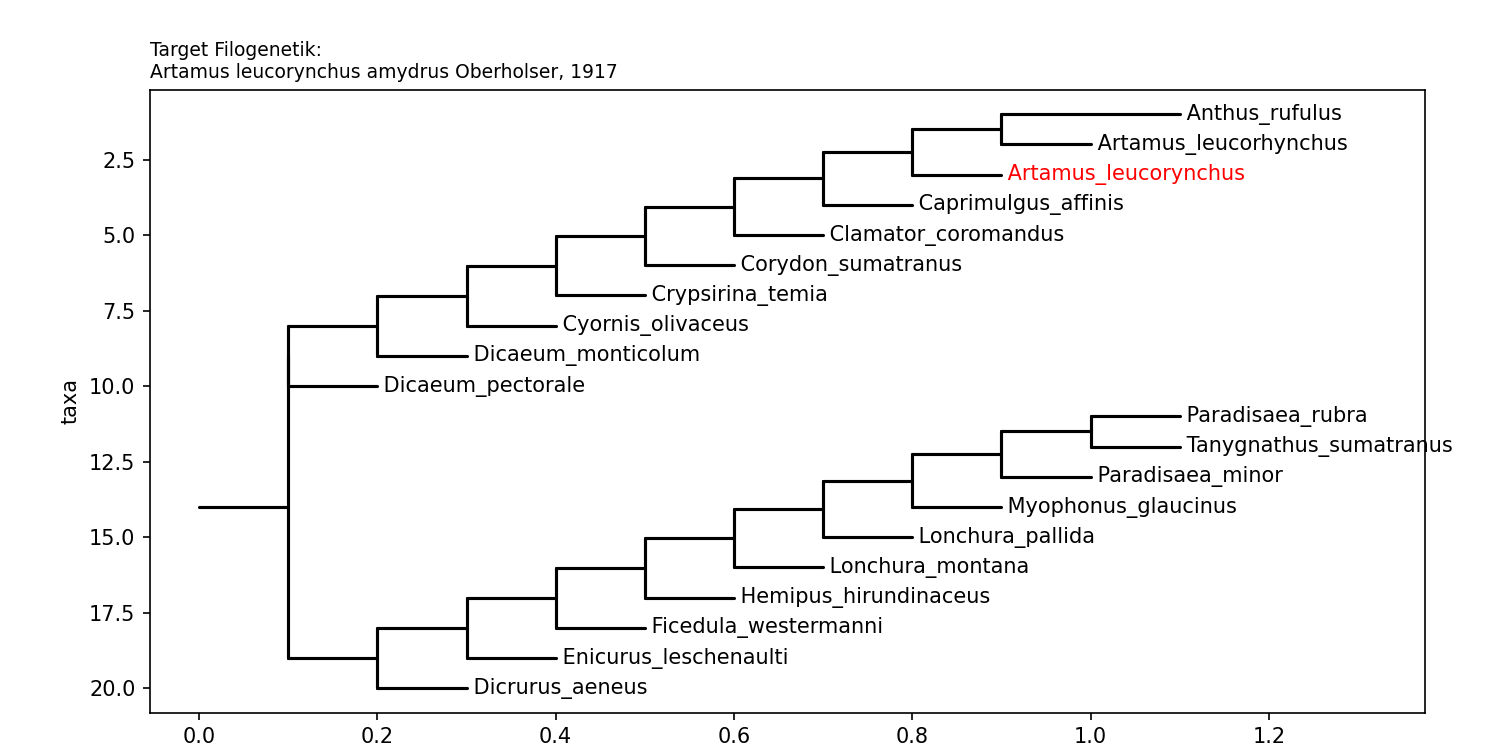 Target Filogenetik:
Artamus leucorynchus amydrus Oberholser, 1917
Anthus_rufulus
Artamus_leucorhynchus
2.5
Artamus_leucorynchus
Caprimulgus_affinis
5.0
Clamator_coromandus
Corydon_sumatranus
Crypsirina_temia
7.5
Cyornis_olivaceus
Dicaeum_monticolum
10.0
Dicaeum_pectorale
taxa
Paradisaea_rubra
Tanygnathus_sumatranus
12.5
Paradisaea_minor
Myophonus_glaucinus
15.0
Lonchura_pallida
Lonchura_montana
Hemipus_hirundinaceus
17.5
Ficedula_westermanni
Enicurus_leschenaulti
20.0
Dicrurus_aeneus
0.0 0.2 0.4 0.6 0.8 1.0 1.2